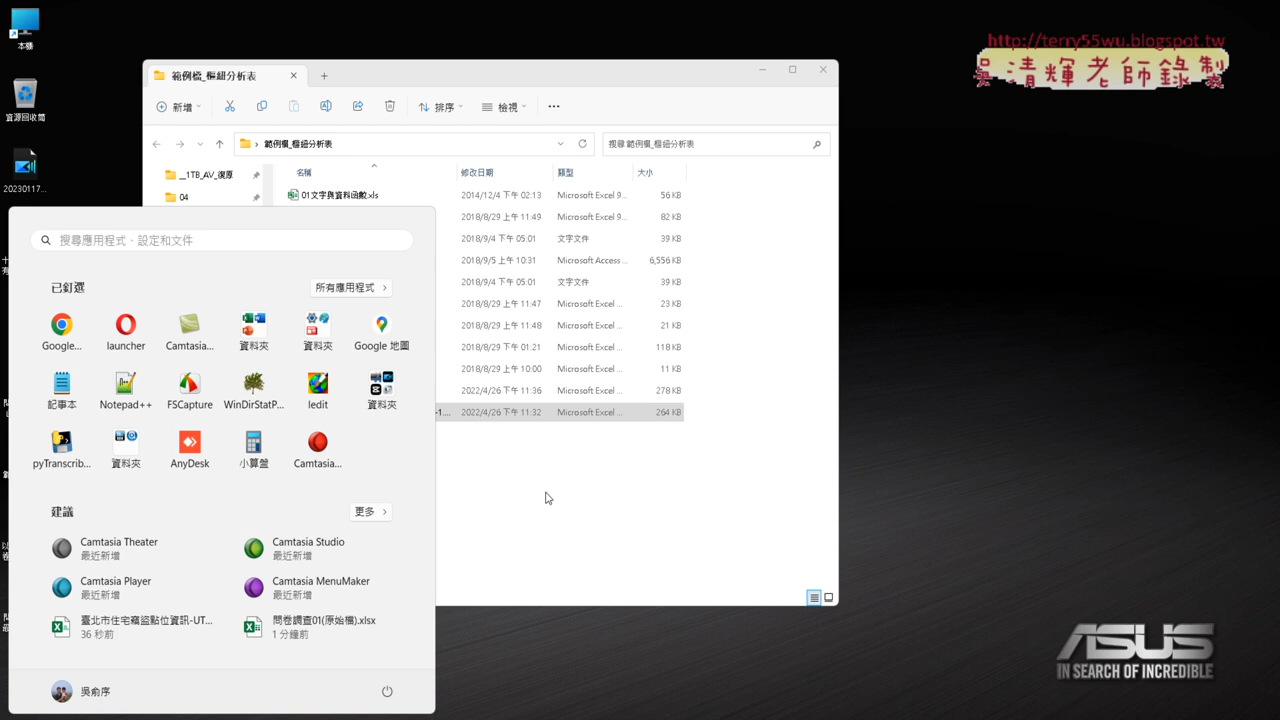 本機
資源回收筒
20230117...
http://terry55wu.blogspot.tw
吳清輝老師錄製
範例檔_樞紐分析表
新增
排序
檢視
範例檔_樞紐分析表
搜尋 範例檔_樞紐分析表
__1TB_AV_復原
04
名稱
修改日期
類型
大小
01文字與資料函數.xls
2014/12/4 下午 02:13
Microsoft Excel 9...
56 KB
2018/8/29 上午 11:49
Microsoft Excel 9...
82 KB
2018/9/4 下午 05:01
文字文件
39 KB
2018/9/5 上午 10:31
Microsoft Access ...
6,556 KB
2018/9/4 下午 05:01
文字文件
39 KB
2018/8/29 上午 11:47
Microsoft Excel ...
23 KB
2018/8/29 上午 11:48
Microsoft Excel ...
21 KB
2018/8/29 下午 01:21
Microsoft Excel ...
118 KB
2018/8/29 上午 10:00
Microsoft Excel ...
11 KB
2022/4/26 下午 11:36
Microsoft Excel ...
278 KB
-1....
2022/4/26 下午 11:32
Microsoft Excel ...
264 KB
搜尋應用程式、設定和文件
已釘選
所有應用程式
Google...
launcher
Camtasia...
資料夾
資料夾
Google 地圖
記事本
Notepad++
FSCapture
WinDirStatP...
Iedit
資料夾
pyTranscrib...
資料夾
AnyDesk
小算盤
Camtasia...
建議
更多
Camtasia Theater
最近新增
Camtasia Studio
最近新增
Camtasia Player
最近新增
Camtasia MenuMaker
最近新增
臺北市住宅竊盜點位資訊-UT...
36 秒前
問卷調查01(原始檔).xlsx
1 分鐘前
吳俞序
ASUS
IN SEARCH OF INCREDIBLE